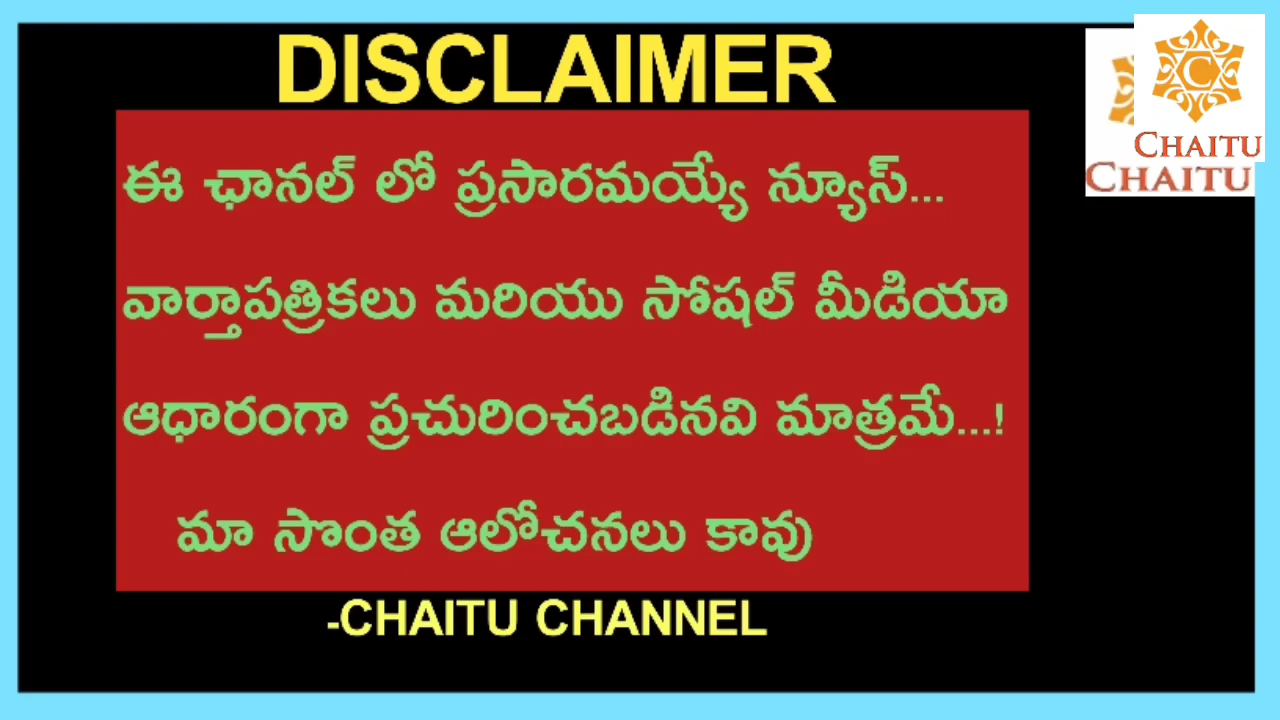 DISCLAIMER
ఈ ఛానల్ లో ప్రసారమయ్యే న్యూస్...
వార్తాపత్రికలు మరియు సోషల్ మీడియా
ఆధారంగా ప్రచురించబడినవి మాత్రమే...!
మా సొంత ఆలోచనలు కావు
-CHAITU CHANNEL
C
CHAITU
CHAITU